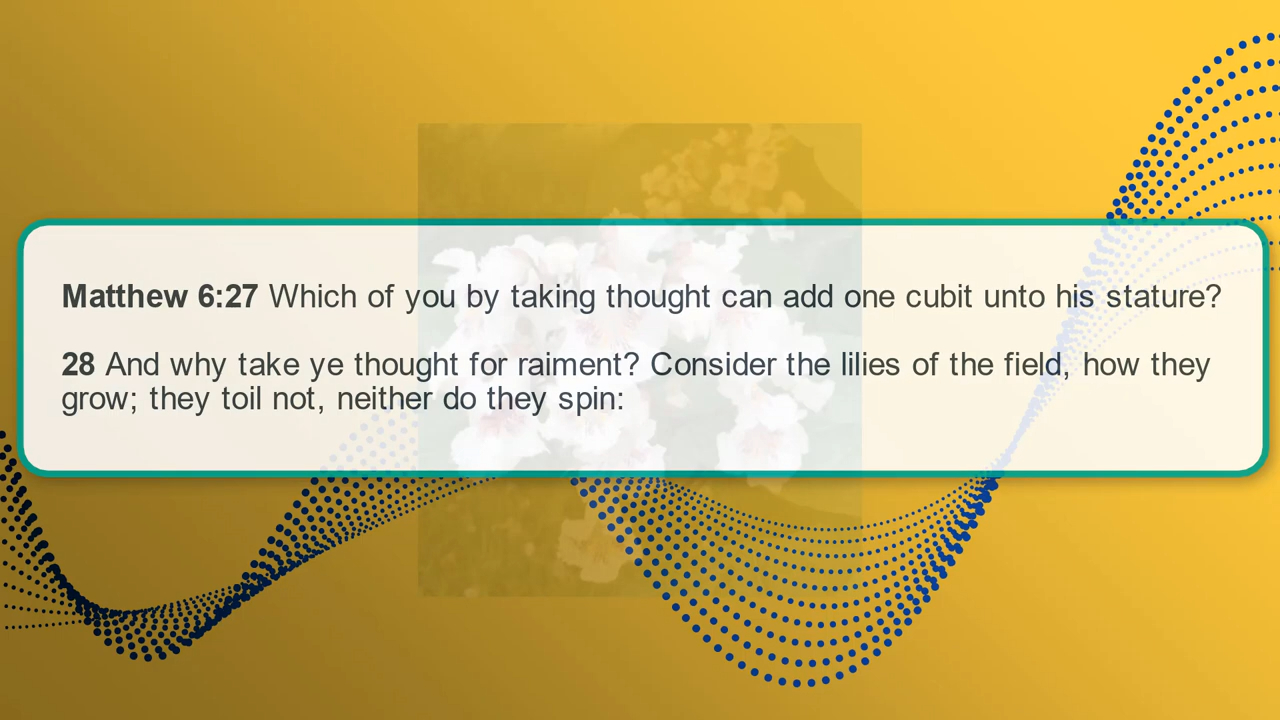 Matthew 6:27 Which of you by taking thought can add one cubit unto his stature?
28 And why take ye thought for raiment? Consider the lilies of the field, how they
grow; they toil not, neither do they spin: